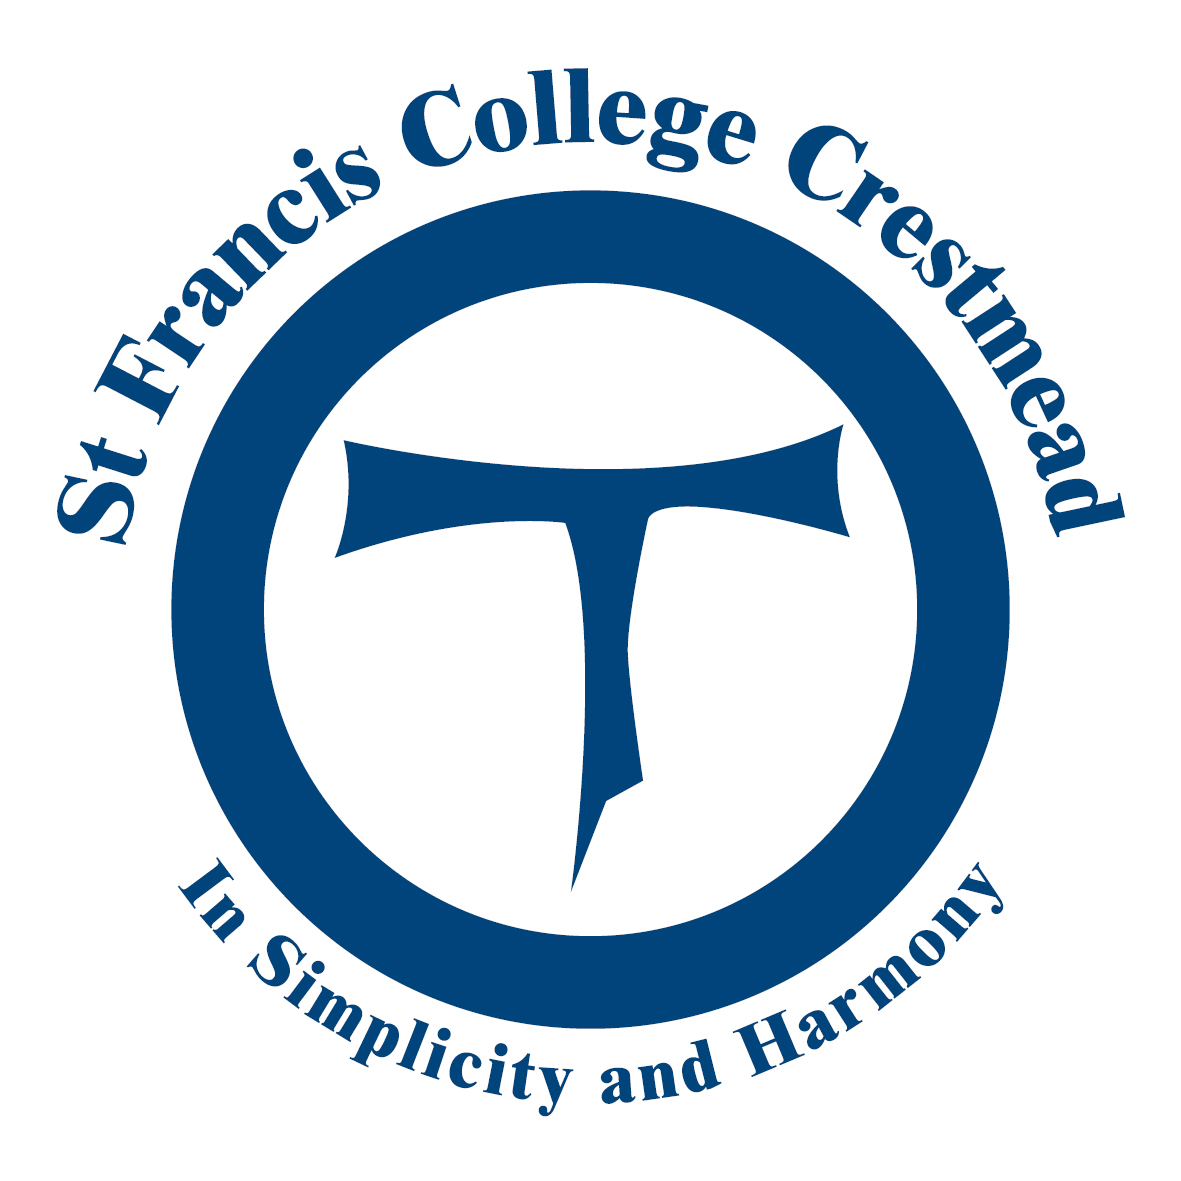 St Francis College Crestmead
In Simplicity and Harmony